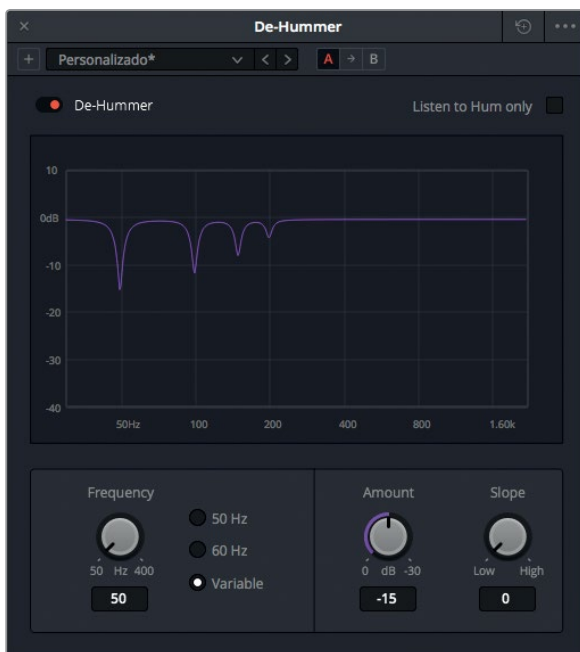 De-Hummer
Personalizado*
A
B
De-Hummer
Listen to Hum only
10
0dB
-10
-20
-30
-40
50Hz
100
200
400
800
1.60k
Frequency
50 Hz 400
50
50 Hz
60 Hz
Variable
Amount
0 dB -30
-15
Slope
Low High
0